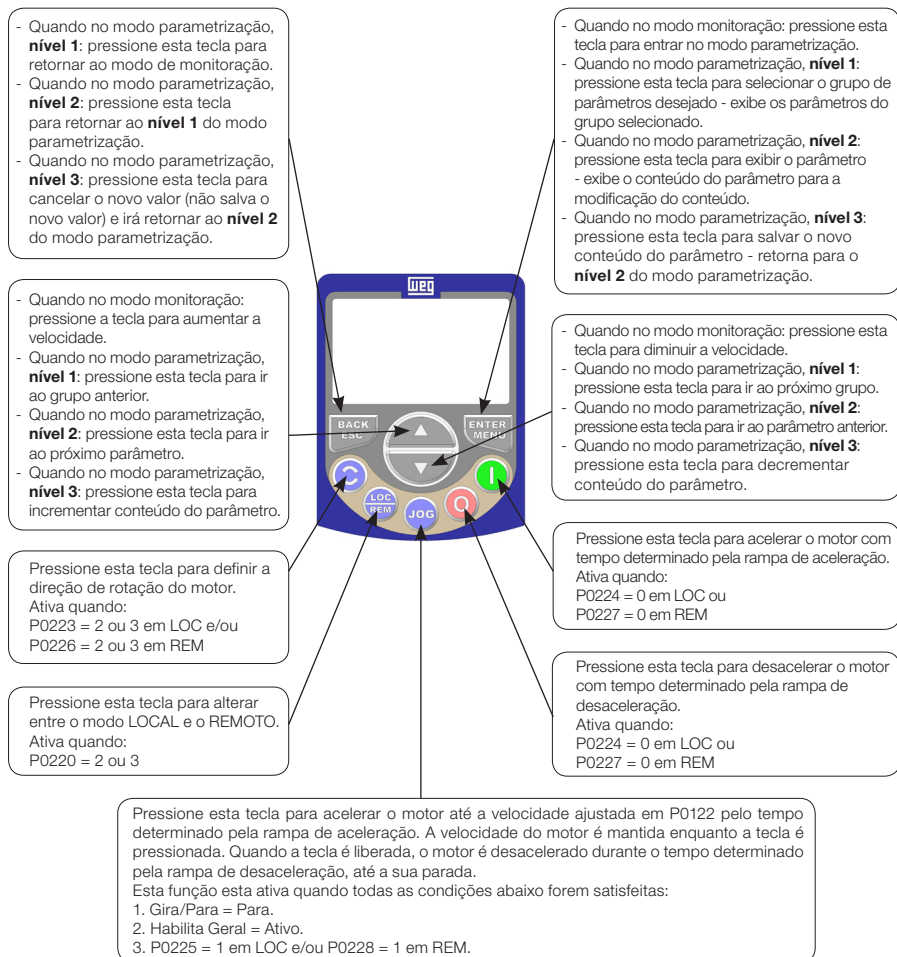 - Quando no modo parametrização,
nível 1: pressione esta tecla para
retornar ao modo de monitoração.
- Quando no modo parametrização,
nível 2: pressione esta tecla
para retornar ao nível 1 do modo
parametrização.
- Quando no modo parametrização,
nível 3: pressione esta tecla para
cancelar o novo valor (não salva o
novo valor) e irá retornar ao nível 2
do modo parametrização.
- Quando no modo monitoração: pressione esta
tecla para entrar no modo parametrização.
- Quando no modo parametrização, nível 1:
pressione esta tecla para selecionar o grupo de
parâmetros desejado - exibe os parâmetros do
grupo selecionado.
- Quando no modo parametrização, nível 2:
pressione esta tecla para exibir o parâmetro
- exibe o conteúdo do parâmetro para a
modificação do conteúdo.
- Quando no modo parametrização, nível 3:
pressione esta tecla para salvar o novo
conteúdo do parâmetro - retorna para o
nível 2 do modo parametrização.
- Quando no modo monitoração:
pressione a tecla para aumentar a
velocidade.
- Quando no modo parametrização,
nível 1: pressione esta tecla para ir
ao grupo anterior.
- Quando no modo parametrização,
nível 2: pressione esta tecla para ir
ao próximo parâmetro.
- Quando no modo parametrização,
nível 3: pressione esta tecla para
incrementar conteúdo do parâmetro.
weg
BACK
ESC
ENTER
MENU
LOC
REM
JOG
- Quando no modo monitoração: pressione esta
tecla para diminuir a velocidade.
- Quando no modo parametrização, nível 1:
pressione esta tecla para ir ao próximo grupo.
- Quando no modo parametrização, nível 2:
pressione esta tecla para ir ao parâmetro anterior.
- Quando no modo parametrização, nível 3:
pressione esta tecla para decrementar
conteúdo do parâmetro.
Pressione esta tecla para definir a
direção de rotação do motor.
Ativa quando:
P0223 = 2 ou 3 em LOC e/ou
P0226 = 2 ou 3 em REM
Pressione esta tecla para acelerar o motor com
tempo determinado pela rampa de aceleração.
Ativa quando:
P0224 = 0 em LOC ou
P0227 = 0 em REM
Pressione esta tecla para alterar
entre o modo LOCAL e o REMOTO.
Ativa quando:
P0220 = 2 ou 3
Pressione esta tecla para desacelerar o motor
com tempo determinado pela rampa de
desaceleração.
Ativa quando:
P0224 = 0 em LOC ou
P0227 = 0 em REM
Pressione esta tecla para acelerar o motor até a velocidade ajustada em P0122 pelo tempo
determinado pela rampa de aceleração. A velocidade do motor é mantida enquanto a tecla é
pressionada. Quando a tecla é liberada, o motor é desacelerado durante o tempo determinado
pela rampa de desaceleração, até a sua parada.
Esta função esta ativa quando todas as condições abaixo forem satisfeitas:
1. Gira/Para = Para.
2. Habilita Geral = Ativo.
3. P0225 = 1 em LOC e/ou P0228 = 1 em REM.